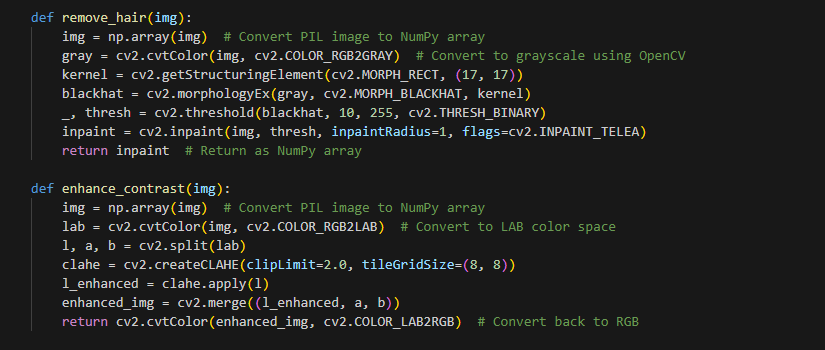 def remove_hair(img):
    img = np.array(img)  # Convert PIL image to NumPy array
    gray = cv2.cvtColor(img, cv2.COLOR_RGB2GRAY)  # Convert to grayscale using OpenCV
    kernel = cv2.getStructuringElement(cv2.MORPH_RECT, (17, 17))
    blackhat = cv2.morphologyEx(gray, cv2.MORPH_BLACKHAT, kernel)
    _, thresh = cv2.threshold(blackhat, 10, 255, cv2.THRESH_BINARY)
    inpaint = cv2.inpaint(img, thresh, inpaintRadius=1, flags=cv2.INPAINT_TELEA)
    return inpaint  # Return as NumPy array

def enhance_contrast(img):
    img = np.array(img)  # Convert PIL image to NumPy array
    lab = cv2.cvtColor(img, cv2.COLOR_RGB2LAB)  # Convert to LAB color space
    l, a, b = cv2.split(lab)
    clahe = cv2.createCLAHE(clipLimit=2.0, tileGridSize=(8, 8))
    l_enhanced = clahe.apply(l)
    enhanced_img = cv2.merge((l_enhanced, a, b))
    return cv2.cvtColor(enhanced_img, cv2.COLOR_LAB2RGB)  # Convert back to RGB